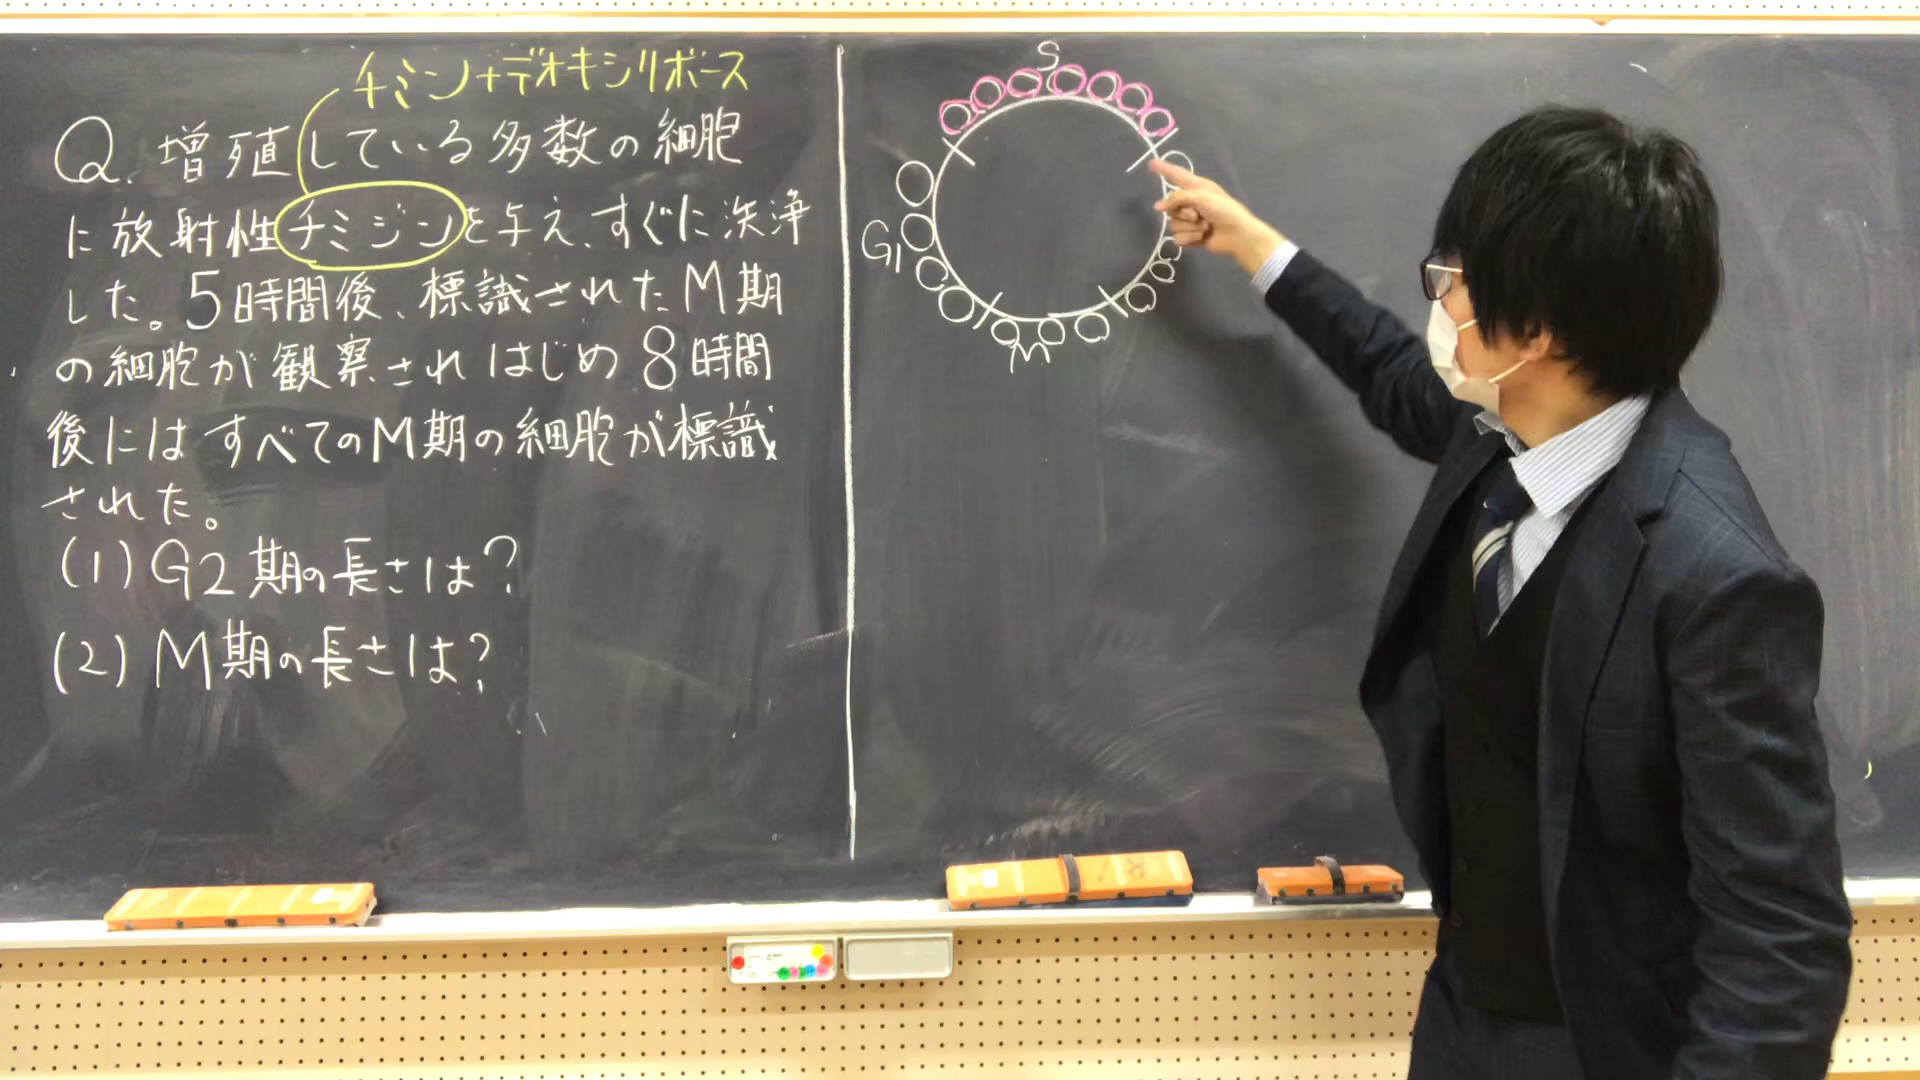 チミン+デオキシリボース
Q. 増殖している多数の細胞
に放射性チミジンを与え、すぐに洗浄
した。5時間後、標識されたM期
の細胞が観察されはじめ8時間
後にはすべてのM期の細胞が標識
された。
(1) G2期の長さは?
(2) M期の長さは?
S
G1
M